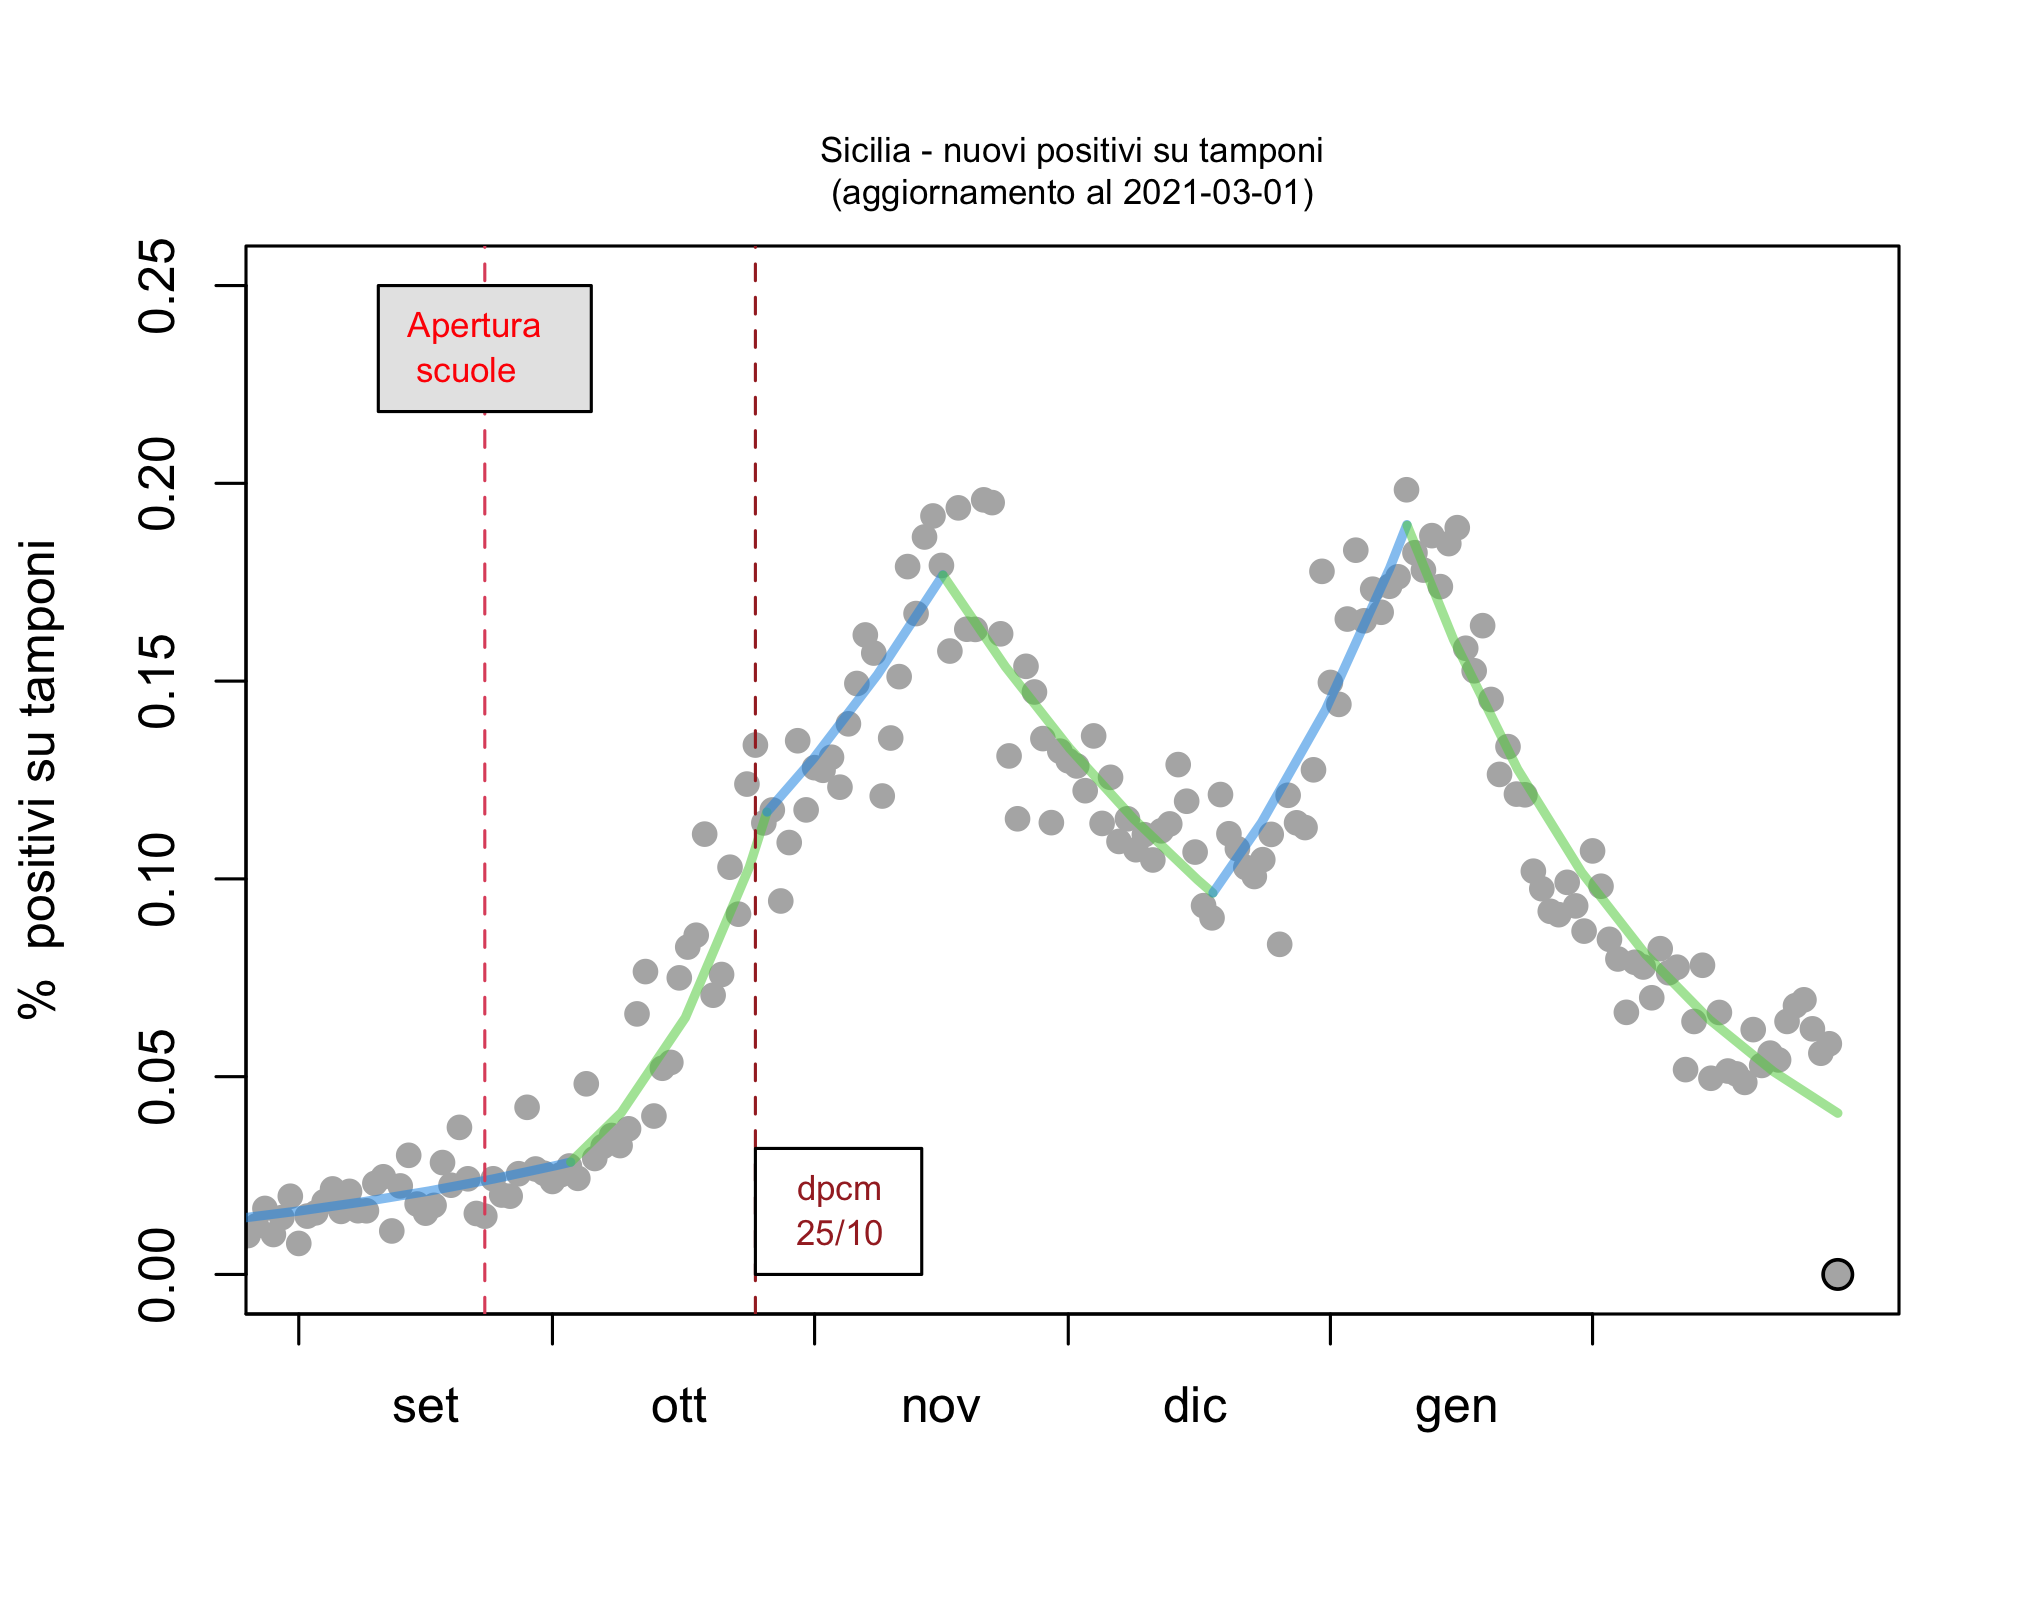 Sicilia - nuovi positivi su tamponi
(aggiornamento al 2021-03-01)
% positivi su tamponi
0.25
0.20
0.15
0.10
0.05
0.00
Apertura
scuole
dpcm
25/10
set ott nov dic gen